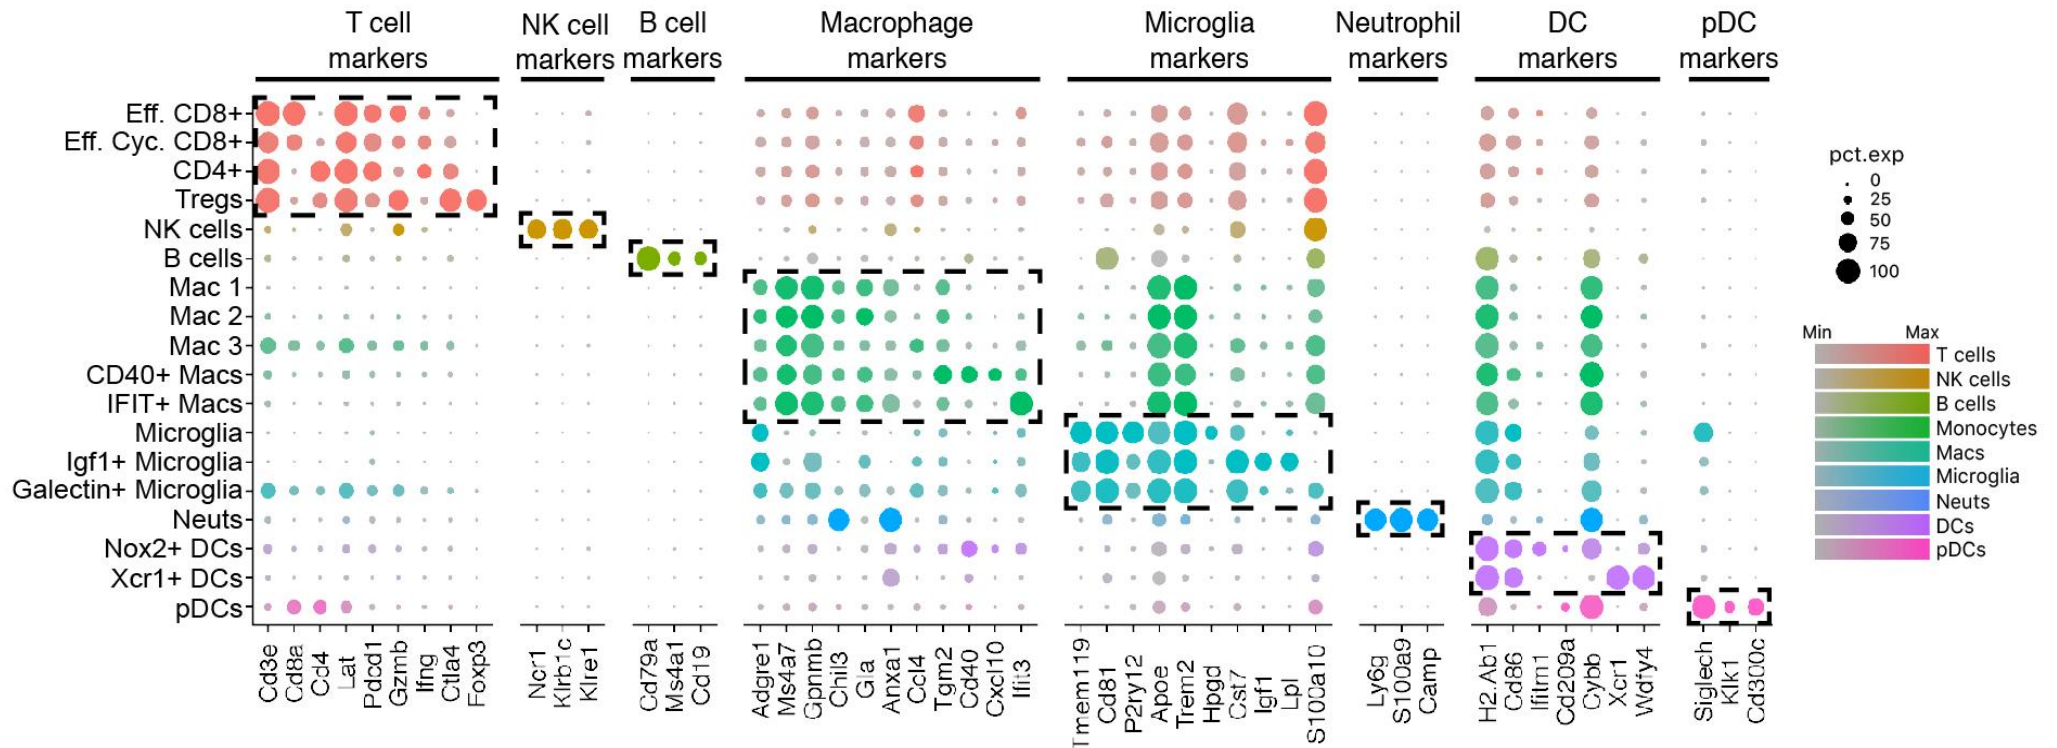 T cell
markers
NK cell
markers
B cell
markers
Macrophage
markers
Microglia
markers
Neutrophil
markers
DC
markers
pDC
markers
Eff. CD8+
Eff. Cyc. CD8+
CD4+
Tregs
NK cells
B cells
Mac 1
Mac 2
Mac 3
CD40+ Macs
IFIT+ Macs
Microglia
Igf1+ Microglia
Galectin+ Microglia
Neuts
Nox2+ DCs
Xcr1+ DCs
pDCs
Cd3e
Cd8a
Cd4
Lat
Pdcd1
Gzmb
Ifng
Ctla4
Foxp3
Ncr1
Klrb1c
Klre1
Cd79a
Ms4a1
Cd19
Adgre1
Ms4a7
Gpnmb
Chil3
Gla
Anxa1
Ccl4
Tgm2
Cd40
Cxcl10
Ifit3
Tmem119
Cd81
P2ry12
Apoe
Trem2
Hpgd
Cst7
Igf1
Lpl
S100a10
Ly6g
S100a9
Camp
H2.Ab1
Cd86
Ifitm1
Cd209a
Cybb
Xcr1
Wdfy4
Siglech
Klk1
Cd300c
pct.exp
0
25
50
75
100
Min Max
T cells
NK cells
B cells
Monocytes
Macs
Microglia
Neuts
DCs
pDCs